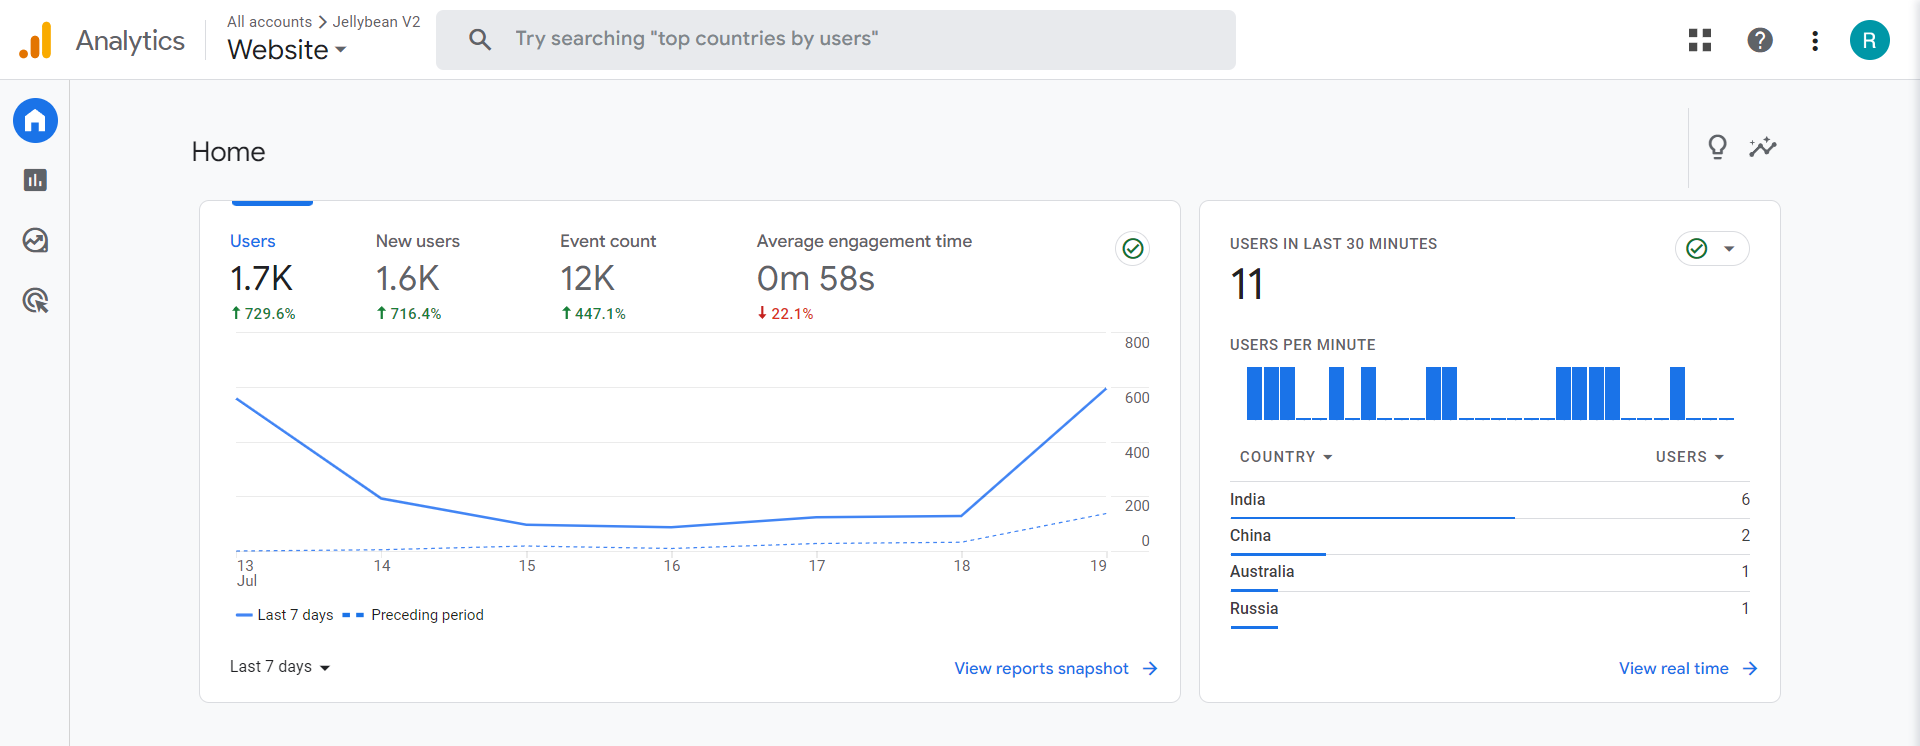 Analytics
All accounts > Jellybean V2
Website
Try searching "top countries by users"
R
Home
Users
1.7K
729.6%
New users
1.6K
716.4%
Event count
12K
447.1%
Average engagement time
0m 58s
22.1%
800
600
400
200
0
13
Jul
14
15
16
17
18
19
Last 7 days
Preceding period
Last 7 days
View reports snapshot
USERS IN LAST 30 MINUTES
11
USERS PER MINUTE
COUNTRY USERS
India 6
China 2
Australia 1
Russia 1
View real time